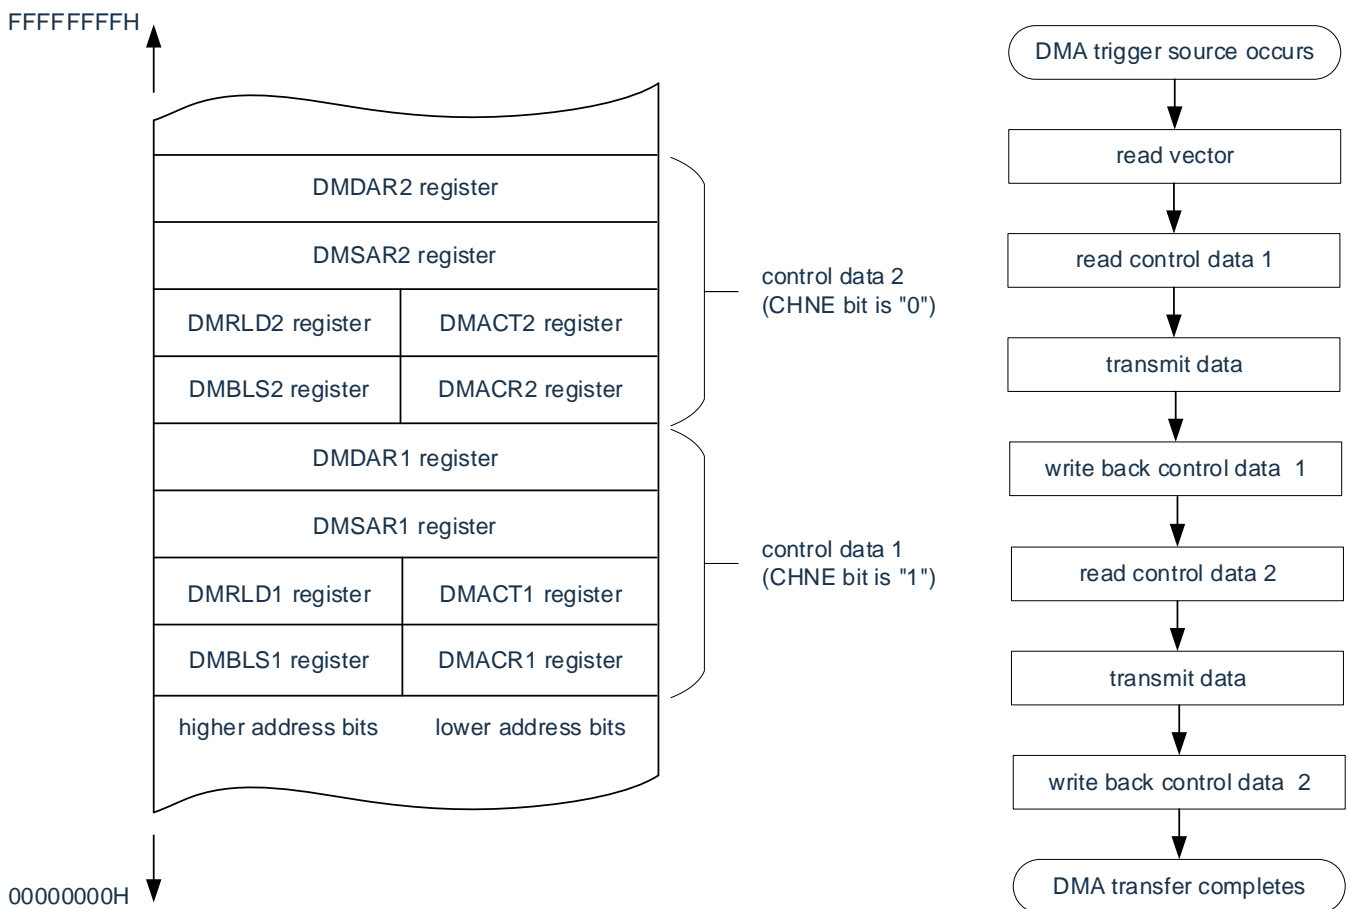 FFFFFFFFH
DMDAR2 register
DMSAR2 register
DMRLD2 register
DMACT2 register
DMBLS2 register
DMACR2 register
control data 2
(CHNE bit is "0")
DMDAR1 register
DMSAR1 register
DMRLD1 register
DMACT1 register
DMBLS1 register
DMACR1 register
control data 1
(CHNE bit is "1")
higher address bits
lower address bits
00000000H
DMA trigger source occurs
read vector
read control data 1
transmit data
write back control data 1
read control data 2
transmit data
write back control data 2
DMA transfer completes